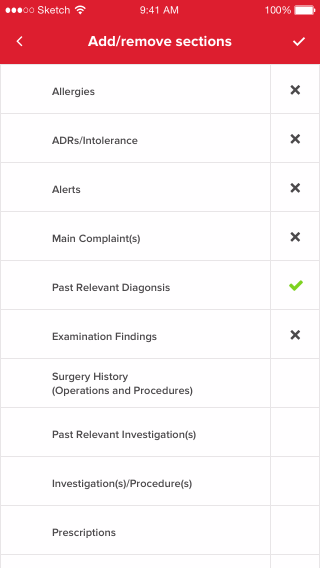 Sketch 9:41 AM 100%
Add/remove sections
Allergies
ADRs/Intolerance
Alerts
Main Complaint(s)
Past Relevant Diagonsis
Examination Findings
Surgery History
(Operations and Procedures)
Past Relevant Investigation(s)
Investigation(s)/Procedure(s)
Prescriptions